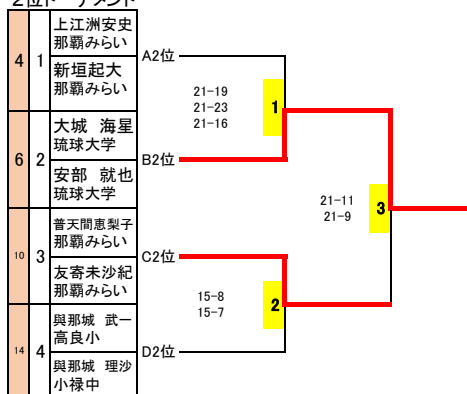 2位トーナメント
4
1
上江洲安史
那覇みらい
新垣起大
那覇みらい
A2位
21-19
21-23
21-16
1
6
2
大城 海星
琉球大学
安部 就也
琉球大学
B2位
21-11
21-9
3
10
3
普天間恵梨子
那覇みらい
友寄未沙紀
那覇みらい
C2位
15-8
15-7
2
14
4
與那城 武一
高良小
與那城 理沙
小禄中
D2位